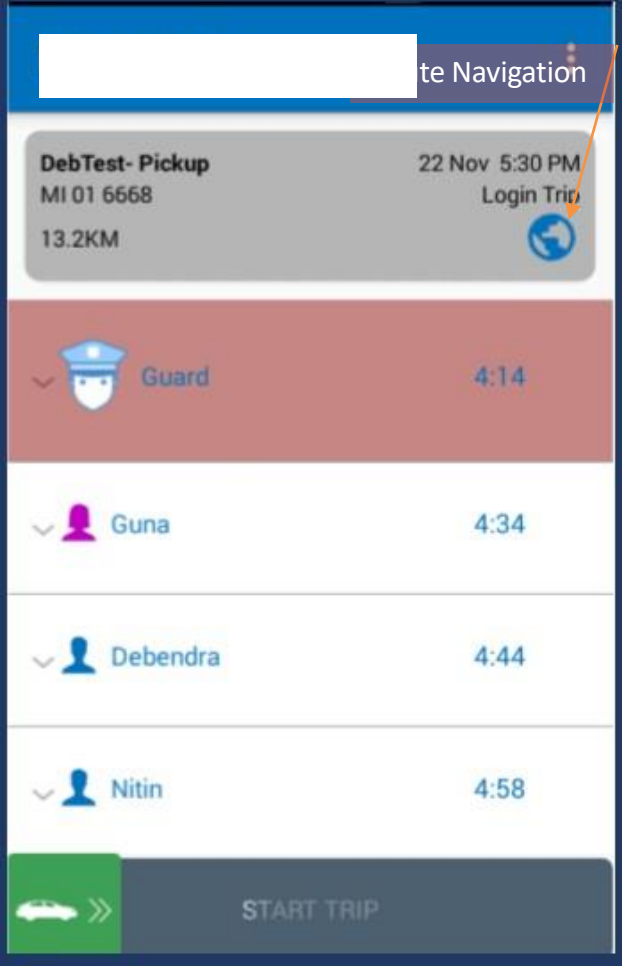 te Navigation
DebTest- Pickup
22 Nov 5:30 PM
MI 01 6668
Login Trip
13.2KM
Guard
4:14
Guna
4:34
Debendra
4:44
Nitin
4:58
START TRIP